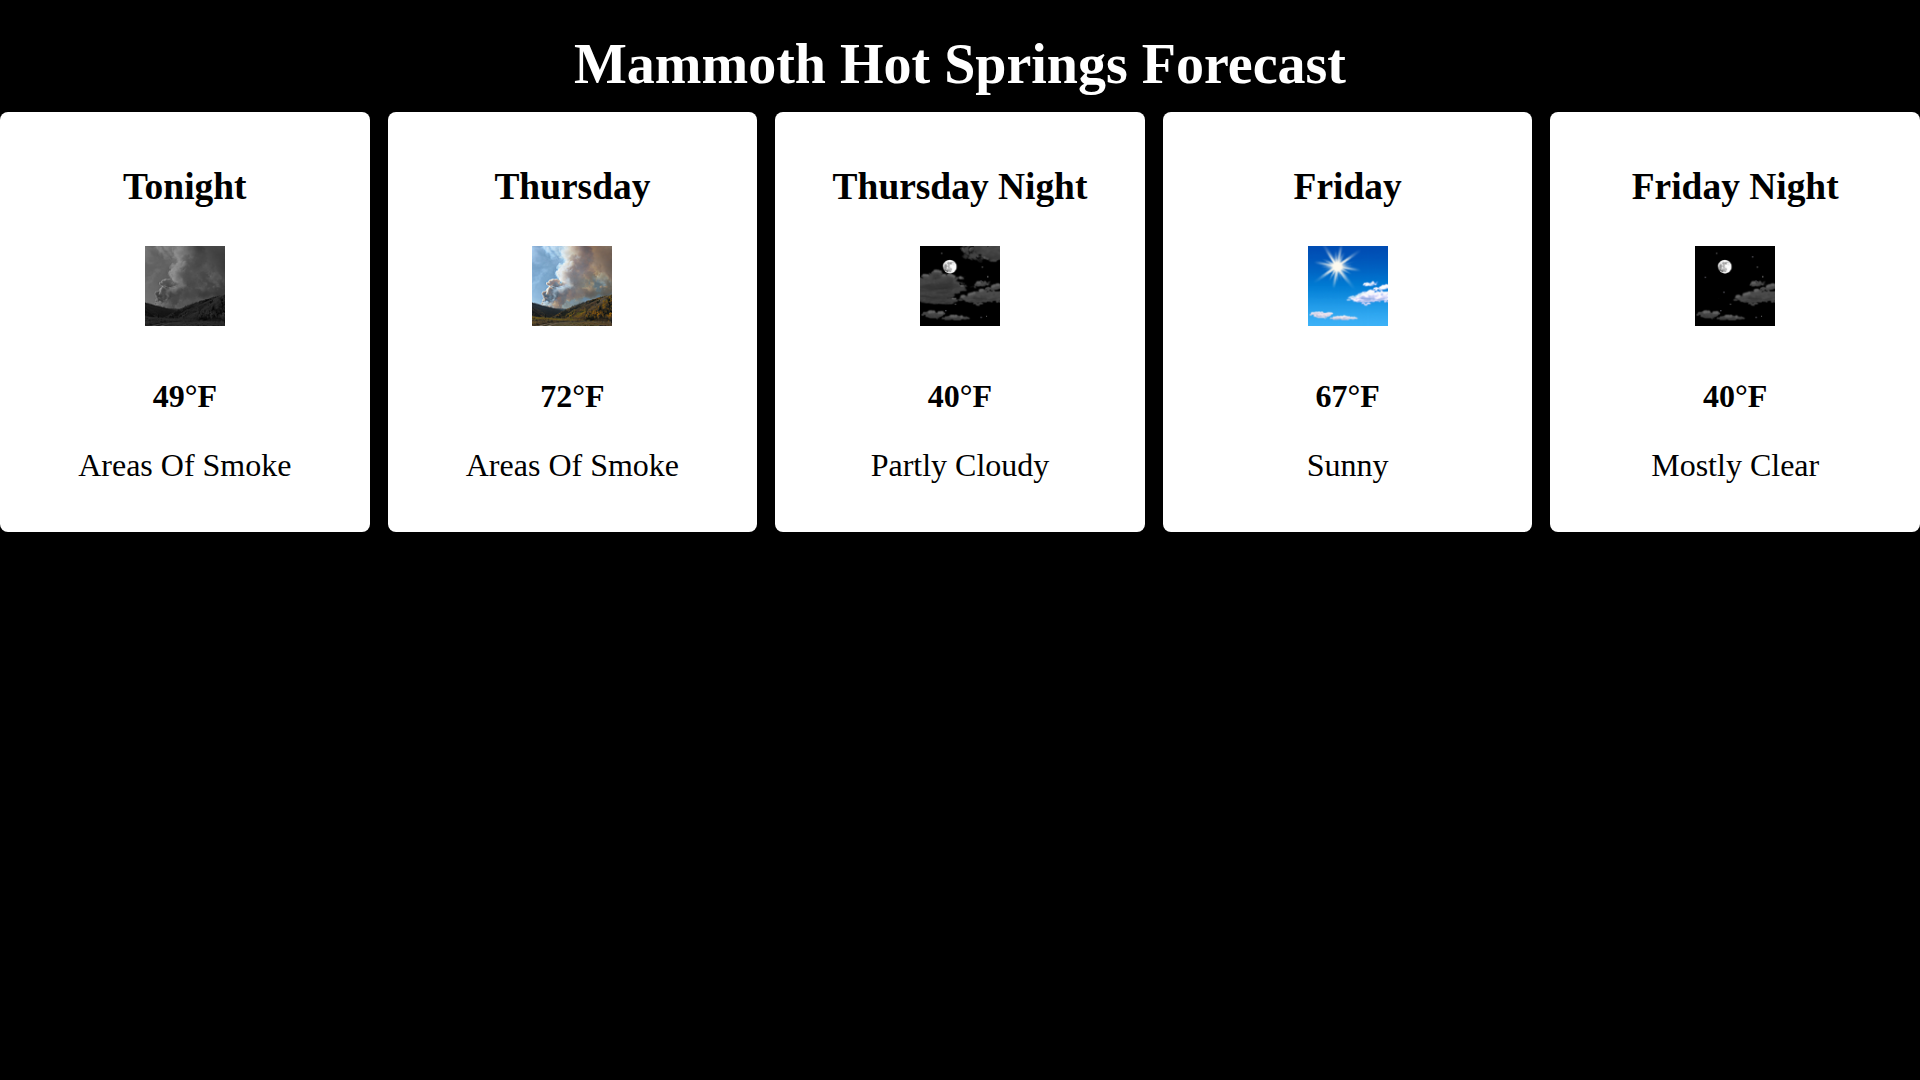 Mammoth Hot Springs Forecast
Tonight
49°F
Areas Of Smoke
Thursday
72°F
Areas Of Smoke
Thursday Night
40°F
Partly Cloudy
Friday
67°F
Sunny
Friday Night
40°F
Mostly Clear